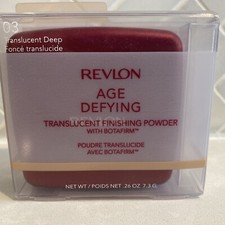 03
Translucent Deep
Foncé translucide
REVLON
AGE
DEFYING
TRANSLUCENT FINISHING POWDER
WITH BOTAFIRM™
POUDRE TRANSLUCIDE
AVEC BOTAFIRM™
NET WT / POIDS NET .26 OZ 7.3 G